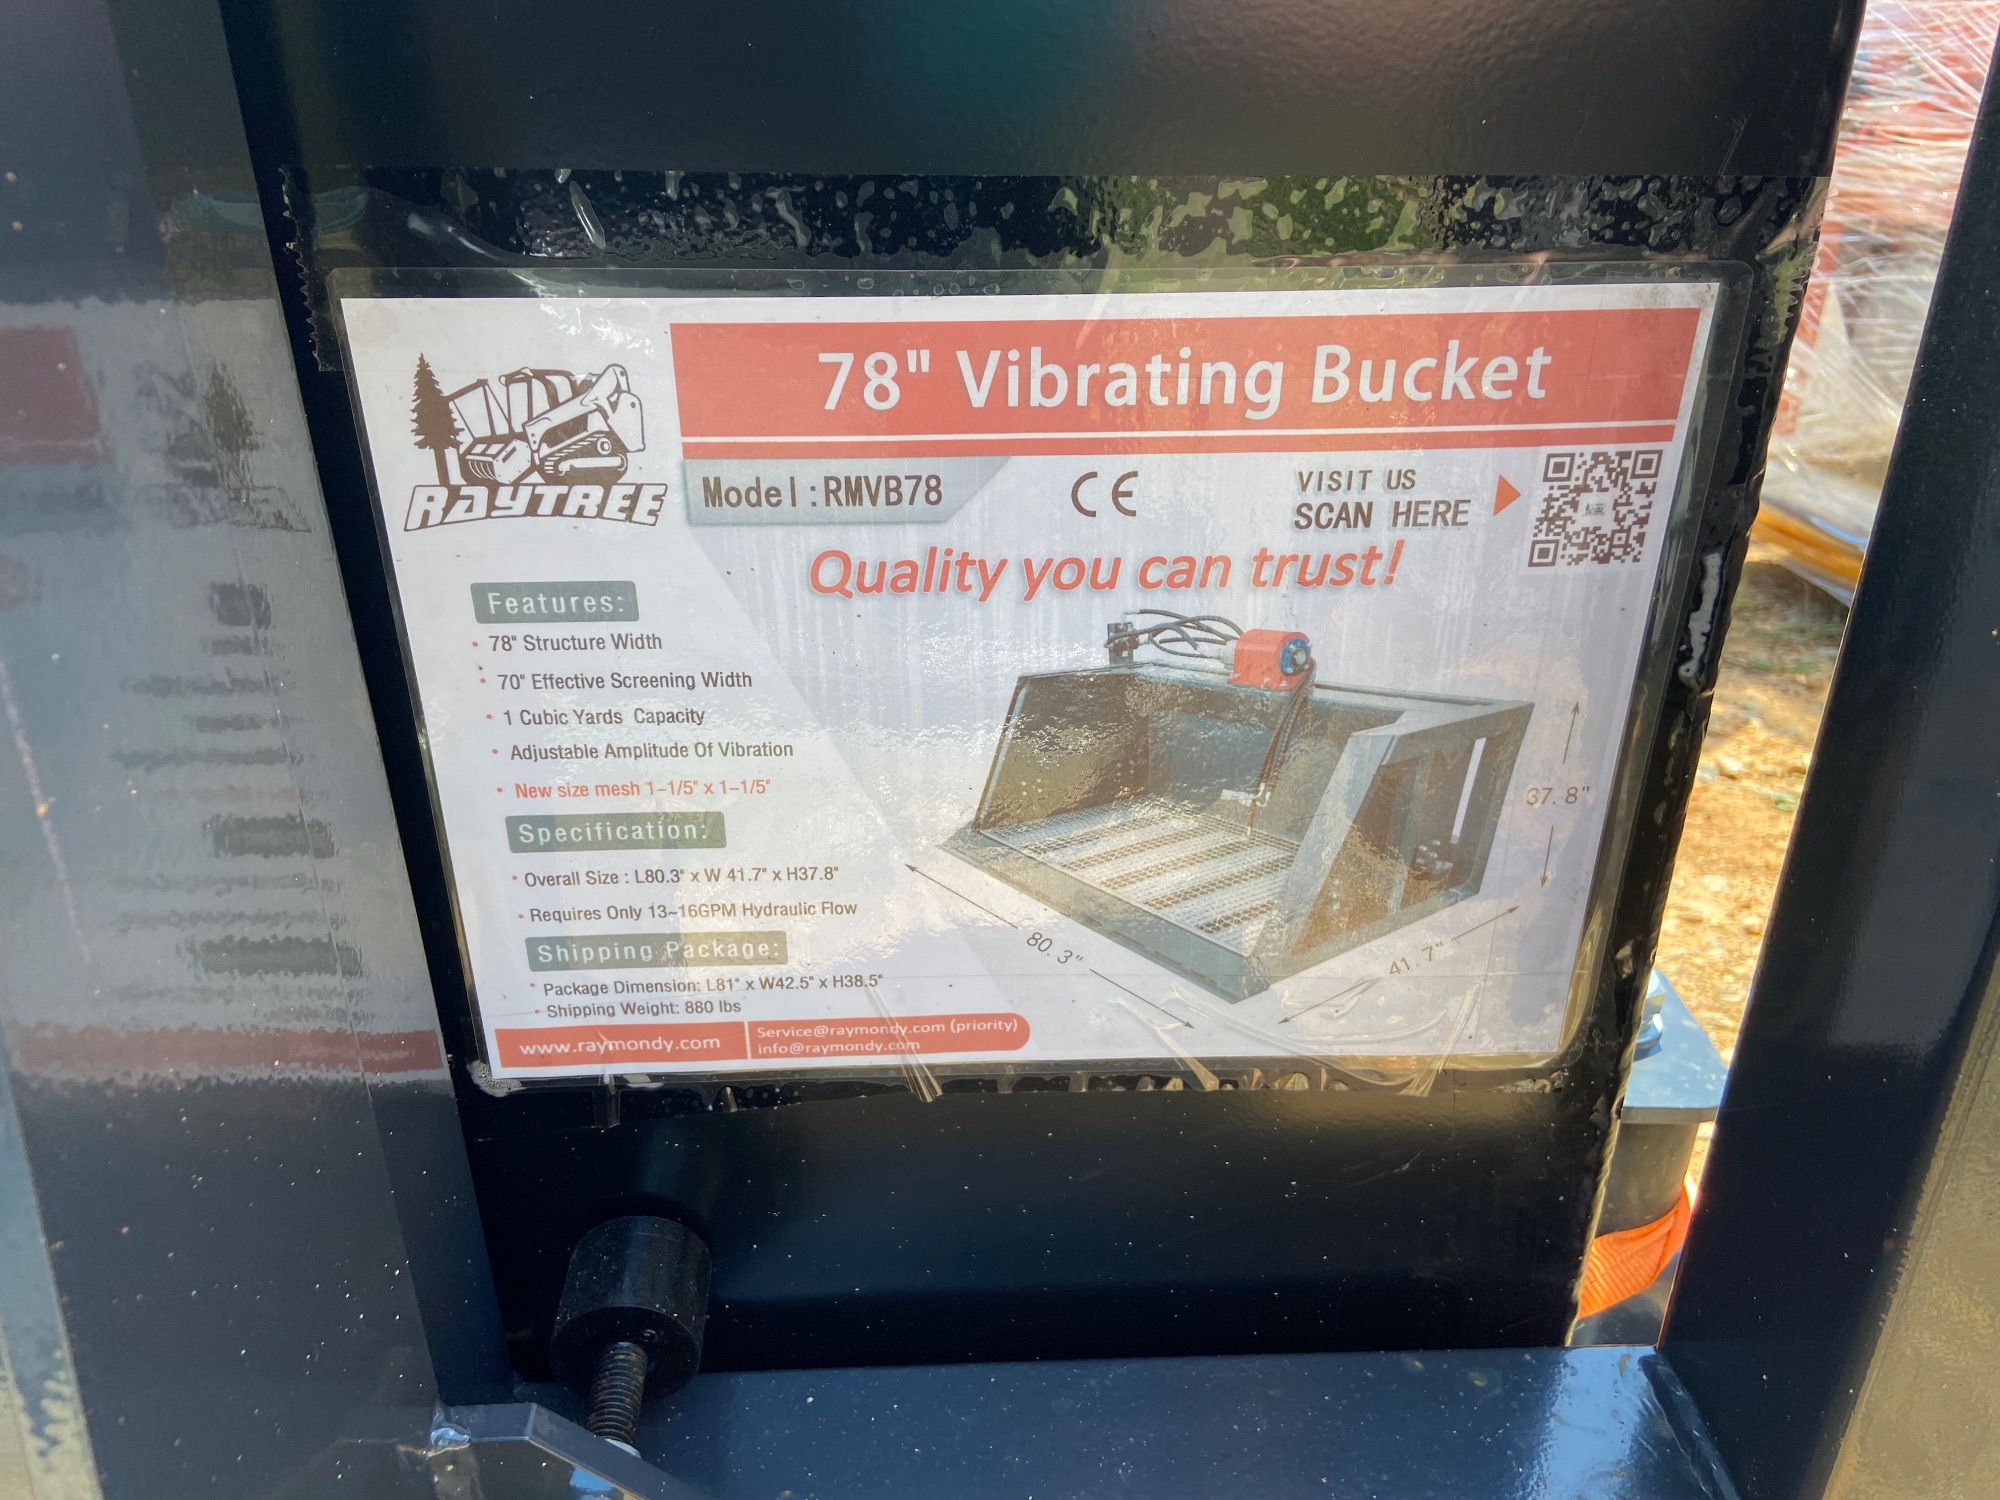 RAYTREE
78" Vibrating Bucket
Model:RMVB78
CE
VISIT US
SCAN HERE
Quality you can trust!
Features:
• 78" Structure Width
• 70" Effective Screening Width
• 1 Cubic Yards Capacity
• Adjustable Amplitude Of Vibration
• New size mesh 1-1/5" x 1-1/5"
Specification:
• Overall Size : L80.3" x W 41.7" x H37.8"
• Requires Only 13~16GPM Hydraulic Flow
Shipping Package:
• Package Dimension: L81" x W42.5" x H38.5"
• Shipping Weight: 880 lbs
37. 8"
80. 3"
41. 7"
www.raymondy.com
Service@raymondy.com (priority)
info@raymondy.com